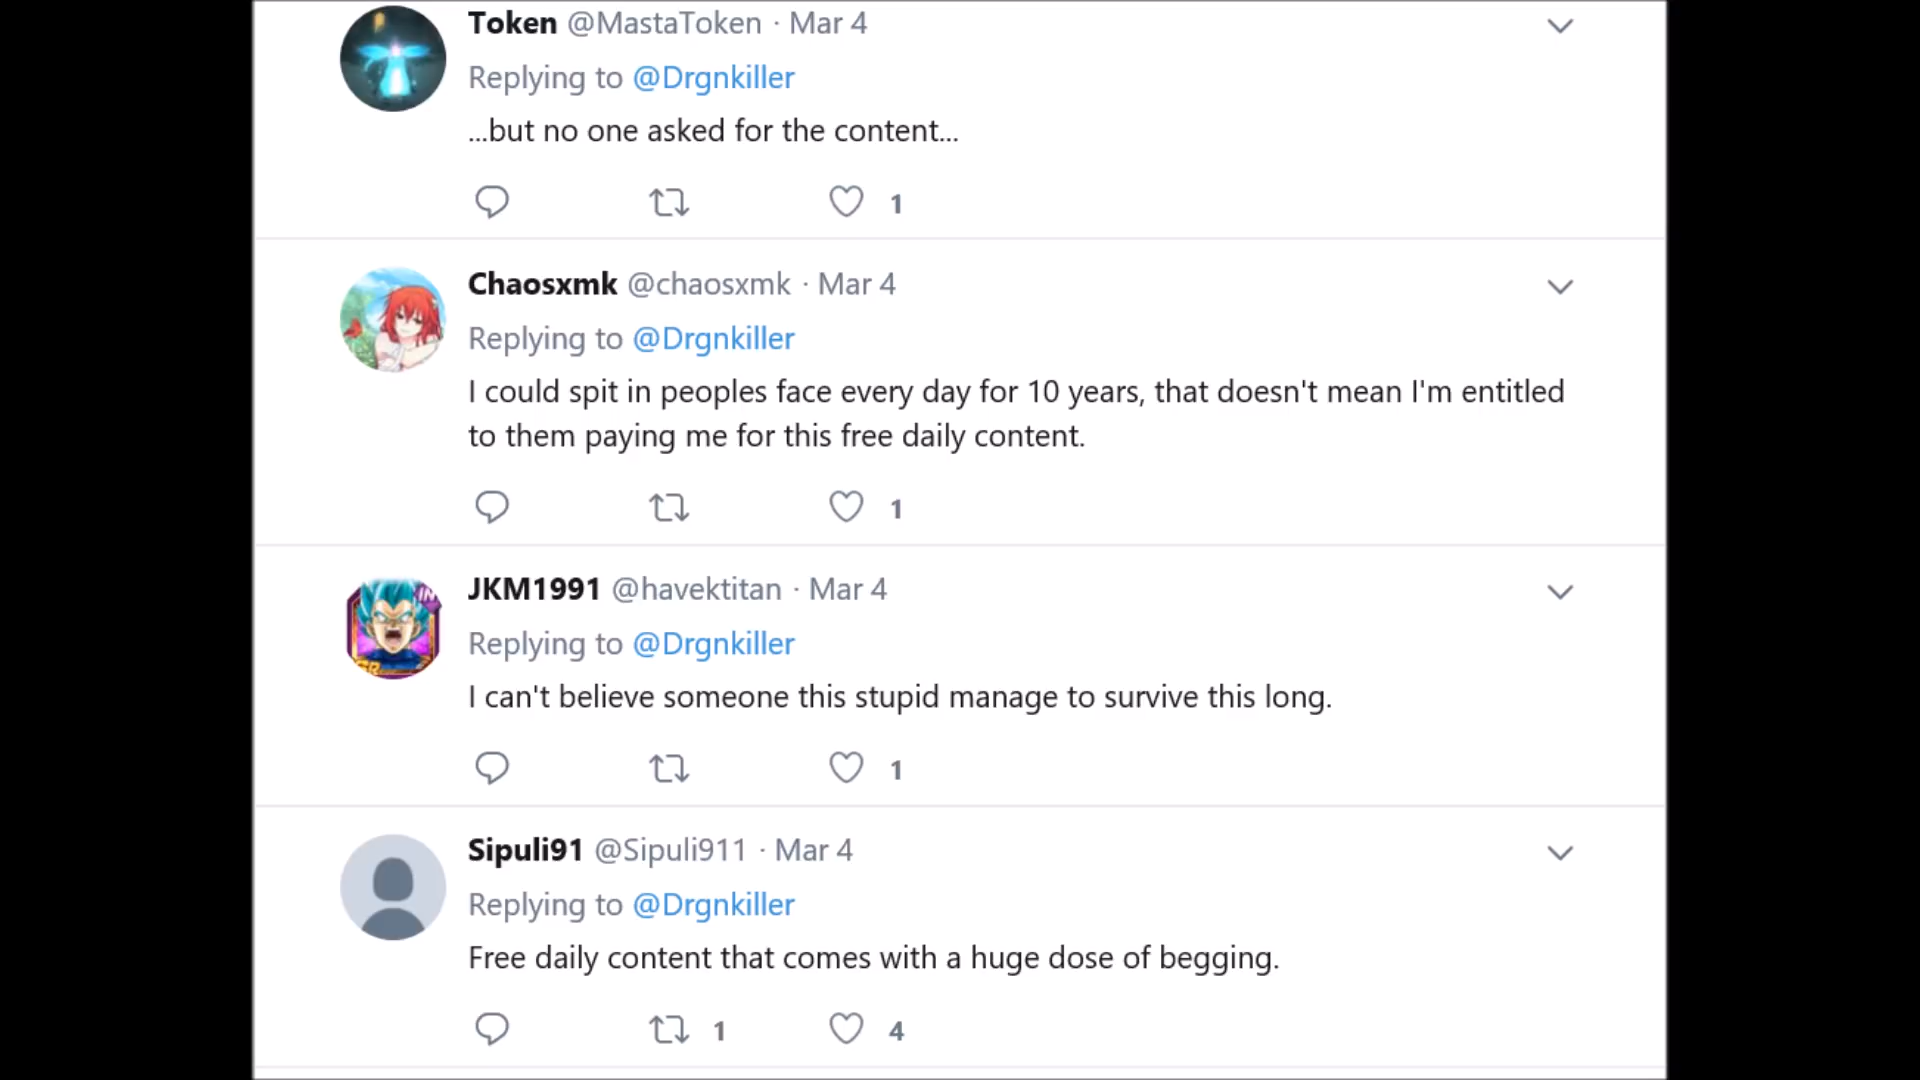 Token @MastaToken · Mar 4
Replying to @Drgnkiller
...but no one asked for the content...
1
Chaosxmk @chaosxmk · Mar 4
Replying to @Drgnkiller
I could spit in peoples face every day for 10 years, that doesn't mean I'm entitled
to them paying me for this free daily content.
1
JKM1991 @havektitan · Mar 4
Replying to @Drgnkiller
I can't believe someone this stupid manage to survive this long.
1
Sipuli91 @Sipuli911 · Mar 4
Replying to @Drgnkiller
Free daily content that comes with a huge dose of begging.
1 4